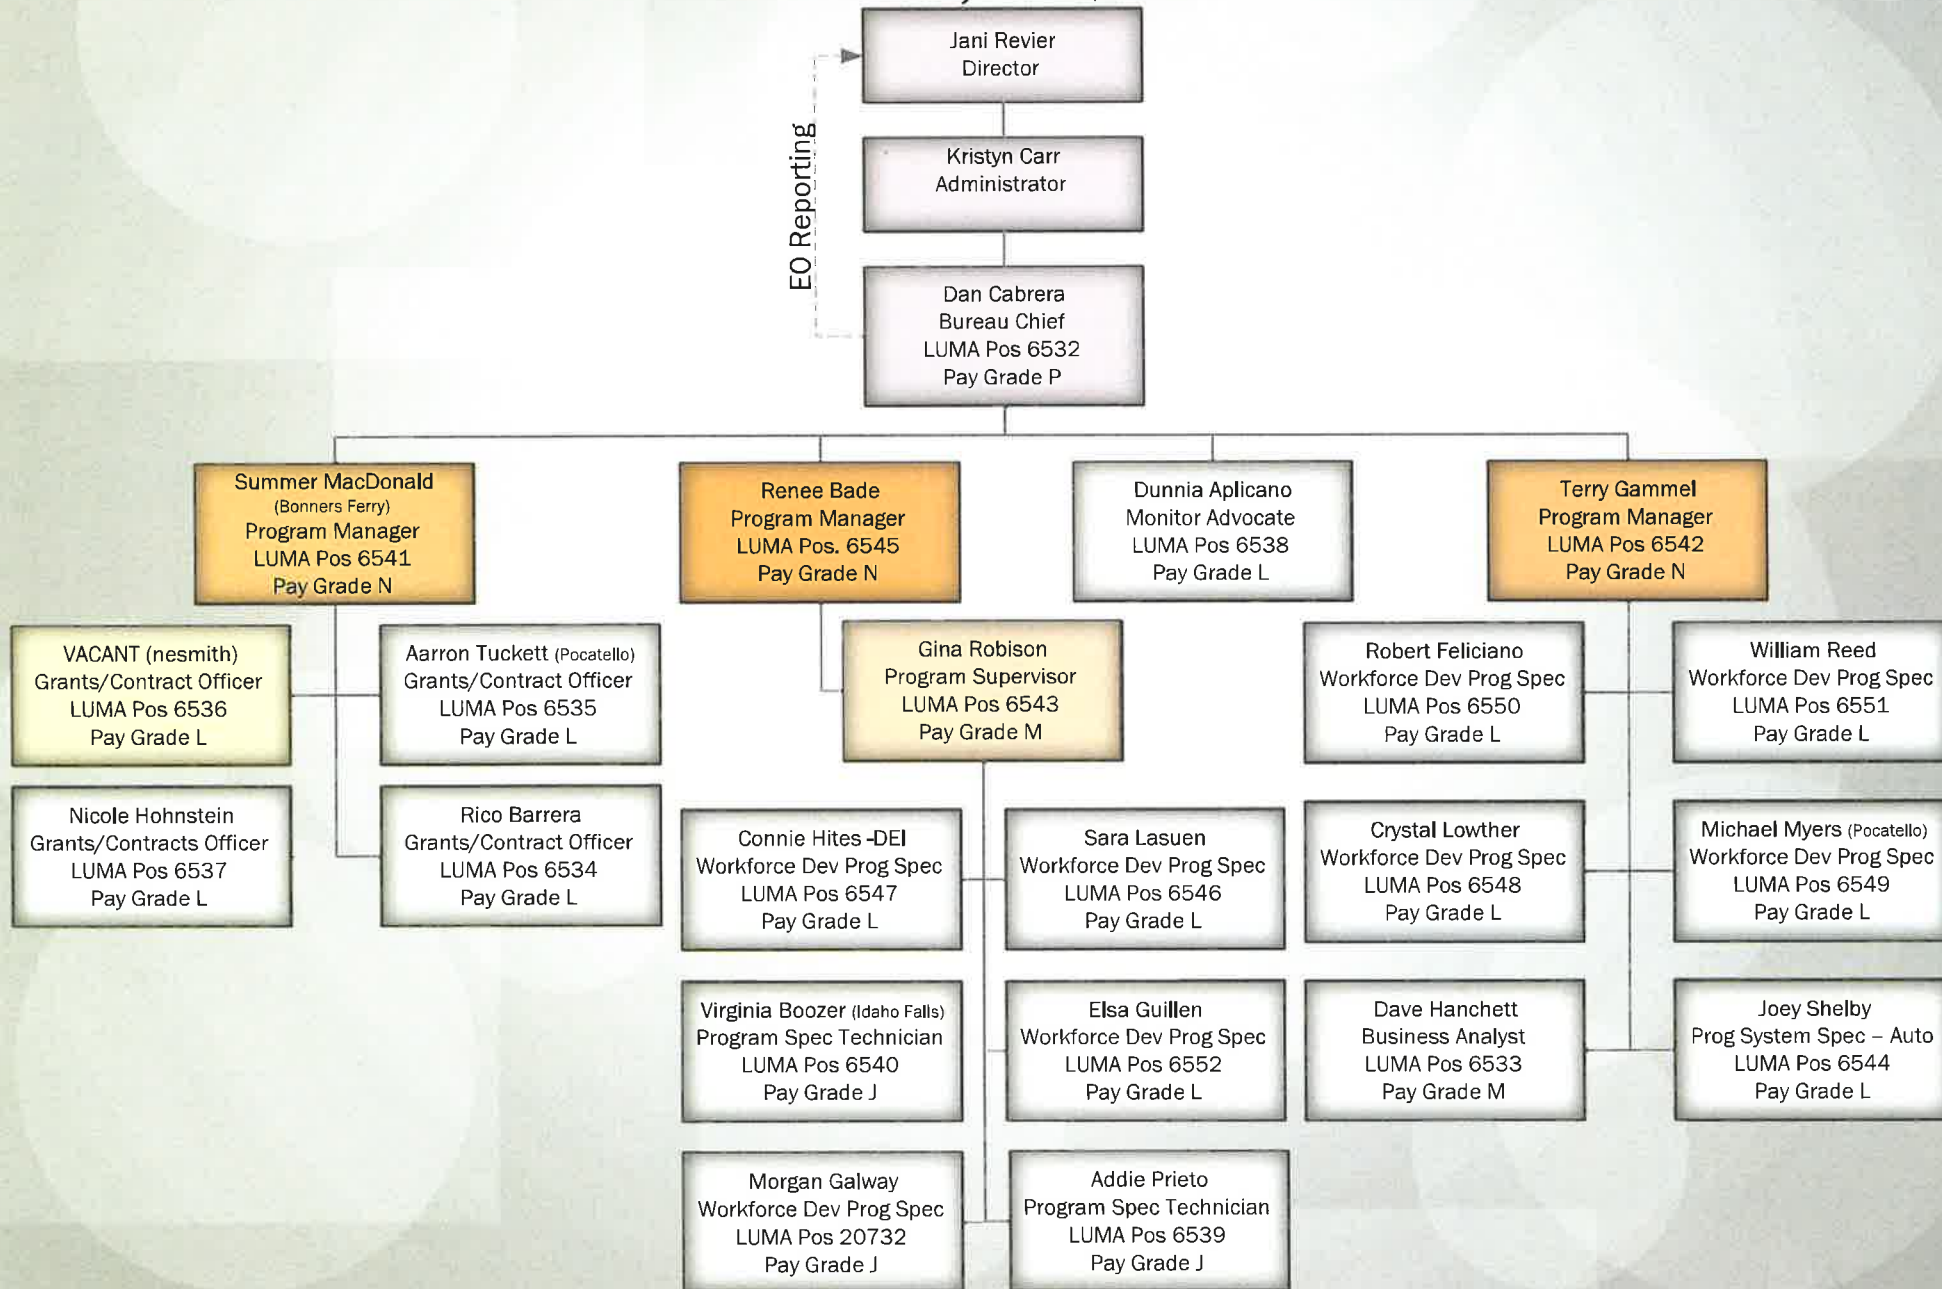 Jani Revier
Director
EO Reporting
Kristyn Carr
Administrator
Dan Cabrera
Bureau Chief
LUMA Pos 6532
Pay Grade P
Summer MacDonald
(Bonners Ferry)
Program Manager
LUMA Pos 6541
Pay Grade N
Renee Bade
Program Manager
LUMA Pos. 6545
Pay Grade N
Dunnia Aplicano
Monitor Advocate
LUMA Pos 6538
Pay Grade L
Terry Gammel
Program Manager
LUMA Pos 6542
Pay Grade N
VACANT (nesmith)
Grants/Contract Officer
LUMA Pos 6536
Pay Grade L
Aarron Tuckett (Pocatello)
Grants/Contract Officer
LUMA Pos 6535
Pay Grade L
Gina Robison
Program Supervisor
LUMA Pos 6543
Pay Grade M
Robert Feliciano
Workforce Dev Prog Spec
LUMA Pos 6550
Pay Grade L
William Reed
Workforce Dev Prog Spec
LUMA Pos 6551
Pay Grade L
Nicole Hohnstein
Grants/Contracts Officer
LUMA Pos 6537
Pay Grade L
Rico Barrera
Grants/Contract Officer
LUMA Pos 6534
Pay Grade L
Connie Hites -DEI
Workforce Dev Prog Spec
LUMA Pos 6547
Pay Grade L
Sara Lasuen
Workforce Dev Prog Spec
LUMA Pos 6546
Pay Grade L
Crystal Lowther
Workforce Dev Prog Spec
LUMA Pos 6548
Pay Grade L
Michael Myers (Pocatello)
Workforce Dev Prog Spec
LUMA Pos 6549
Pay Grade L
Virginia Boozer (Idaho Falls)
Program Spec Technician
LUMA Pos 6540
Pay Grade J
Elsa Guillen
Workforce Dev Prog Spec
LUMA Pos 6552
Pay Grade L
Dave Hanchett
Business Analyst
LUMA Pos 6533
Pay Grade M
Joey Shelby
Prog System Spec – Auto
LUMA Pos 6544
Pay Grade L
Morgan Galway
Workforce Dev Prog Spec
LUMA Pos 20732
Pay Grade J
Addie Prieto
Program Spec Technician
LUMA Pos 6539
Pay Grade J